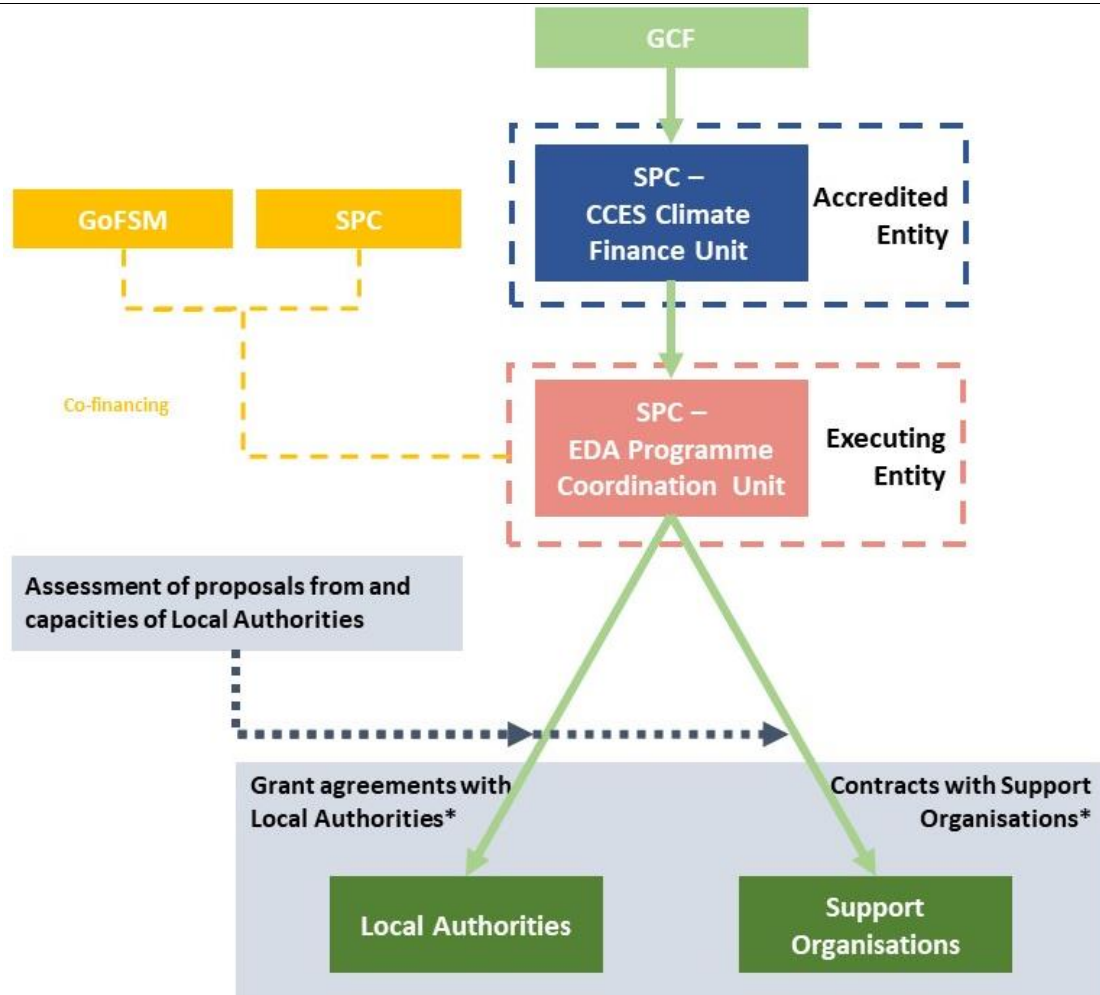 GCF
SPC –
CCES Climate
Finance Unit
Accredited
Entity
GoFSM
SPC
Co-financing
SPC –
EDA Programme
Coordination Unit
Executing
Entity
Assessment of proposals from and
capacities of Local Authorities
Grant agreements with
Local Authorities*
Contracts with Support
Organisations*
Local Authorities
Support
Organisations